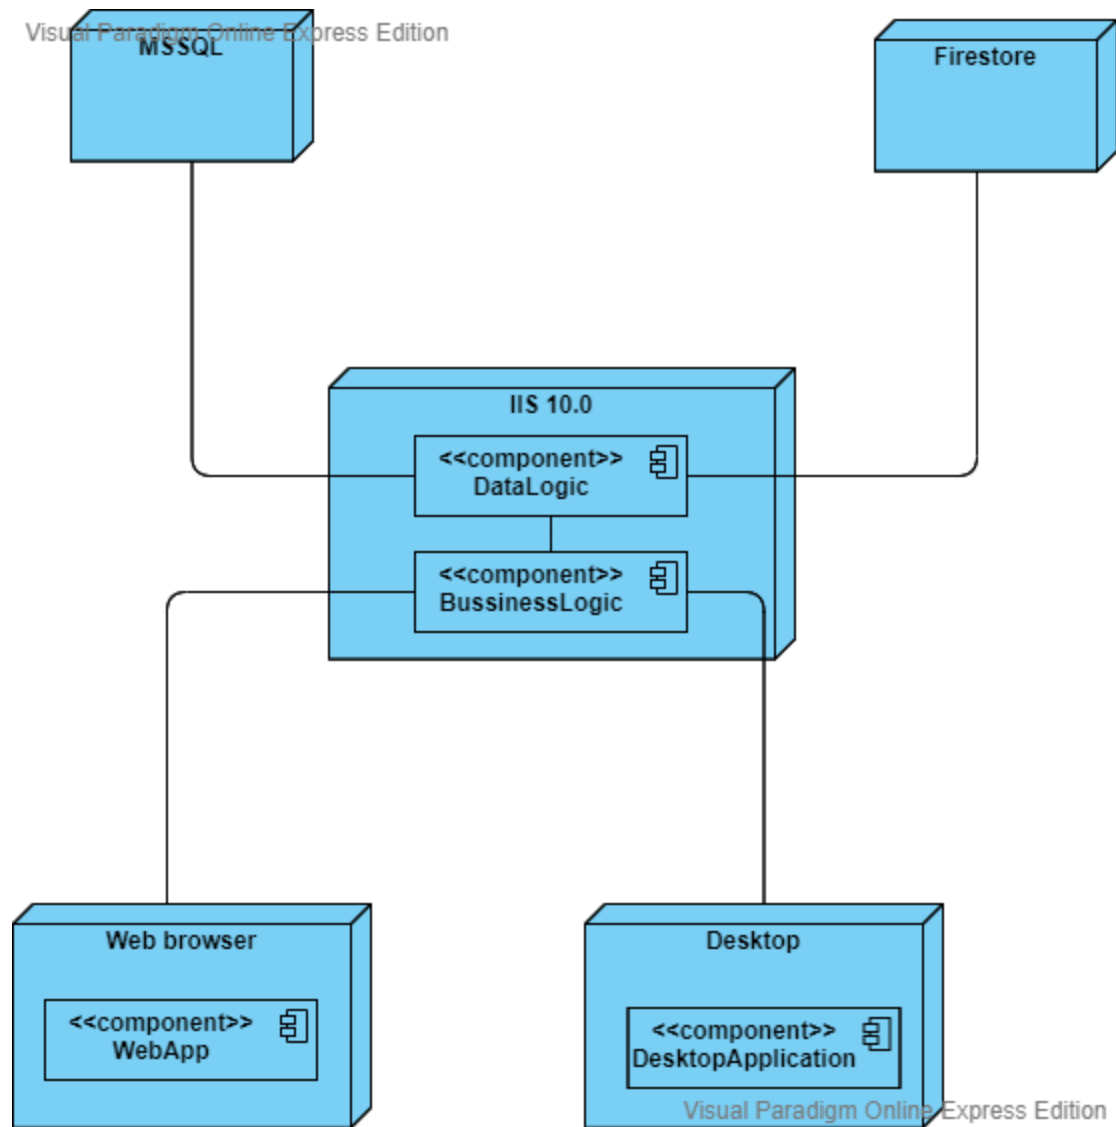 Visual Paradigm Online Express Edition
MSSQL
Firestore
IIS 10.0
<<component>>
DataLogic
<<component>>
BussinessLogic
Web browser
<<component>>
WebApp
Desktop
<<component>>
DesktopApplication
Visual Paradigm Online Express Edition